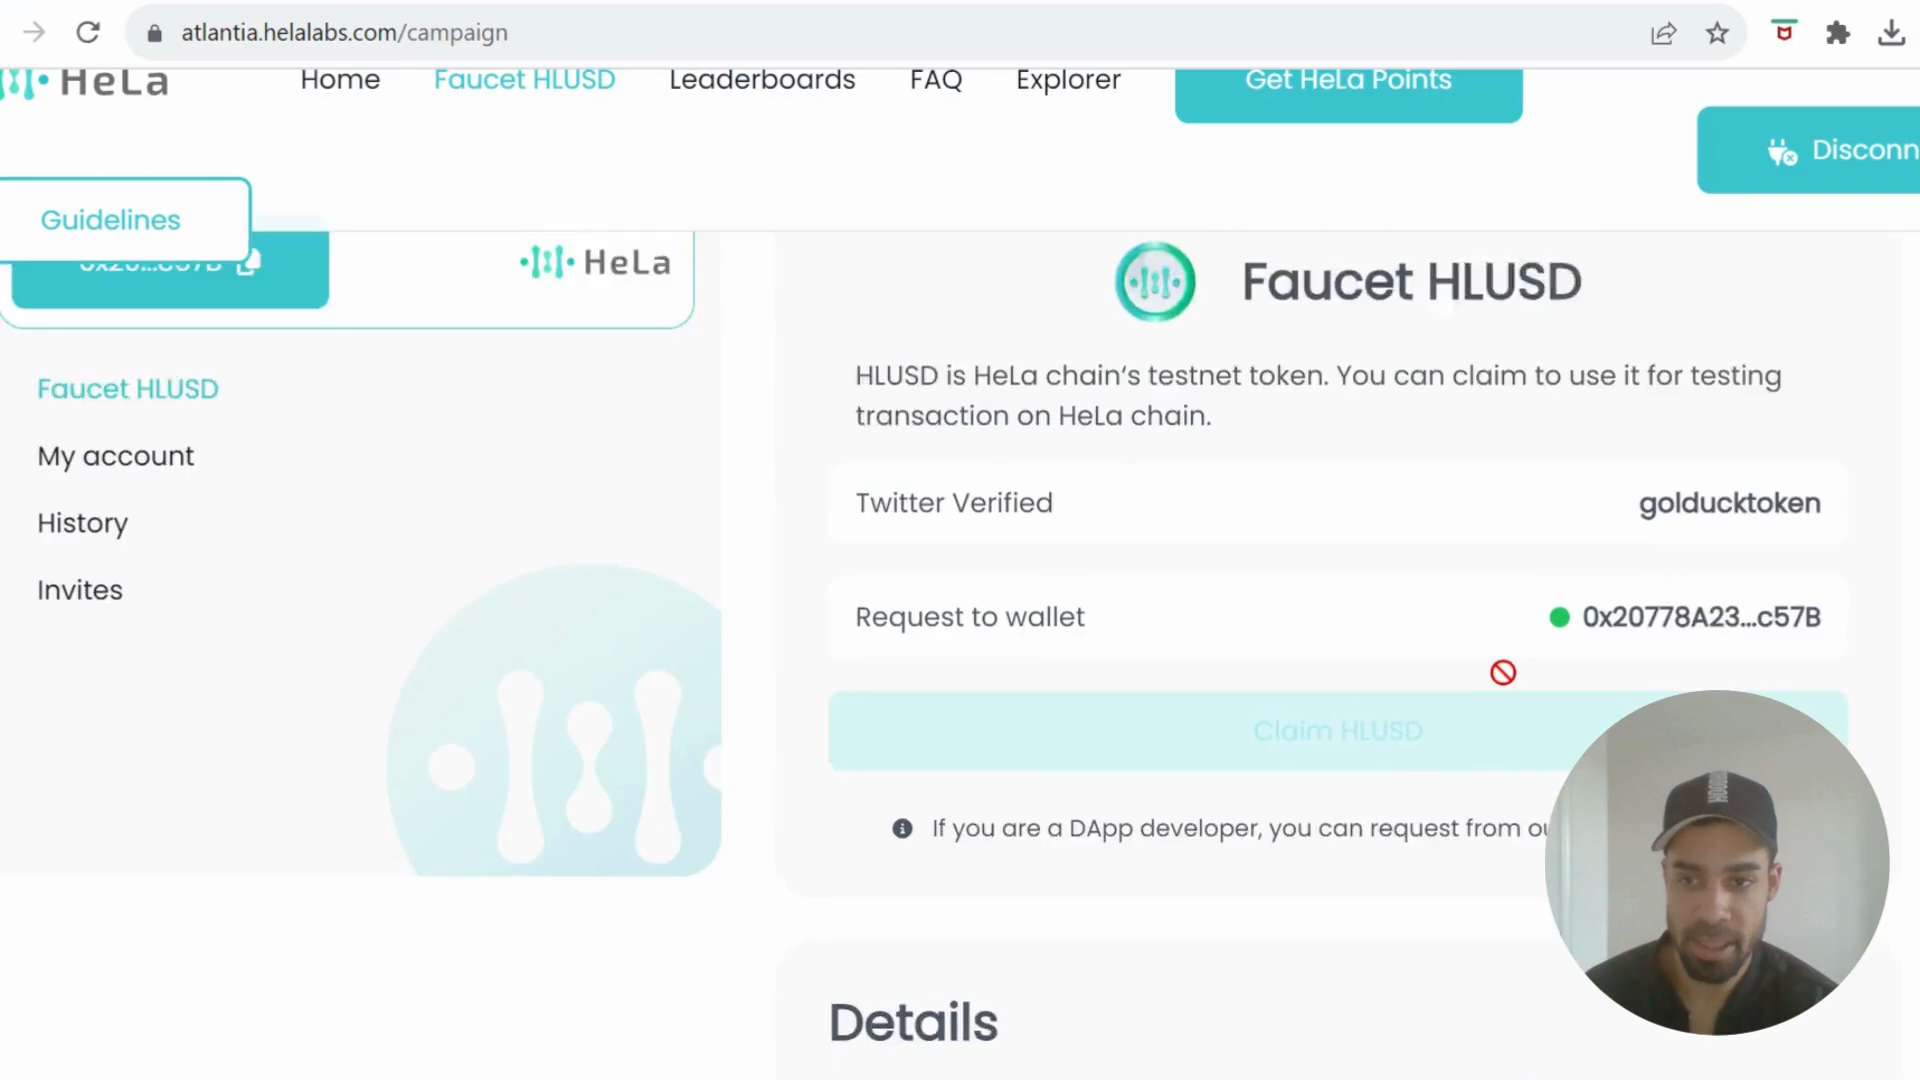 atlantia.helalabs.com/campaign
HeLa
Home
Faucet HLUSD
Leaderboards
FAQ
Explorer
Get HeLa Points
Disconn
Guidelines
HeLa
Faucet HLUSD
My account
History
Invites
Faucet HLUSD
HLUSD is HeLa chain's testnet token. You can claim to use it for testing
transaction on HeLa chain.
Twitter Verified
golducktoken
Request to wallet
0x20778A23...c57B
Claim HLUSD
If you are a DApp developer, you can request from ou
Details